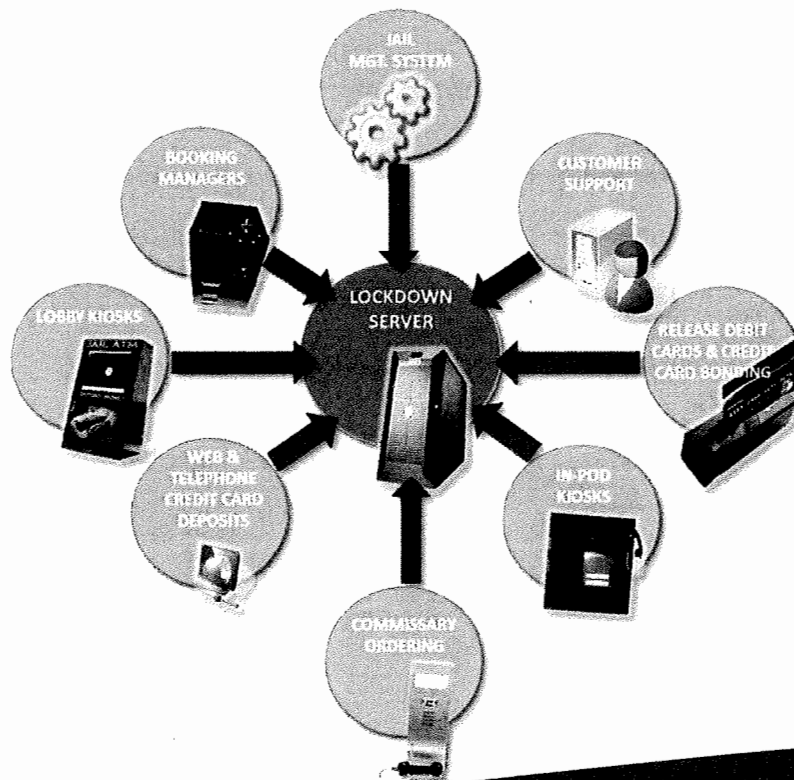 JAIL
MGT. SYSTTM
BOOKING
MANAGERS
CUSTOMER
SUPPORT
LOCKDOWN
SERVER
LOBBY KIOSKS
JAIL ATM
RELEASE DEBIT
CARDS & CREDIT
CARD BONDING
WEB &
TELEPHONE
CREDIT CARD
DEPOSITS
IN-POD
KIOSKS
COMMISSARY
ORDERING